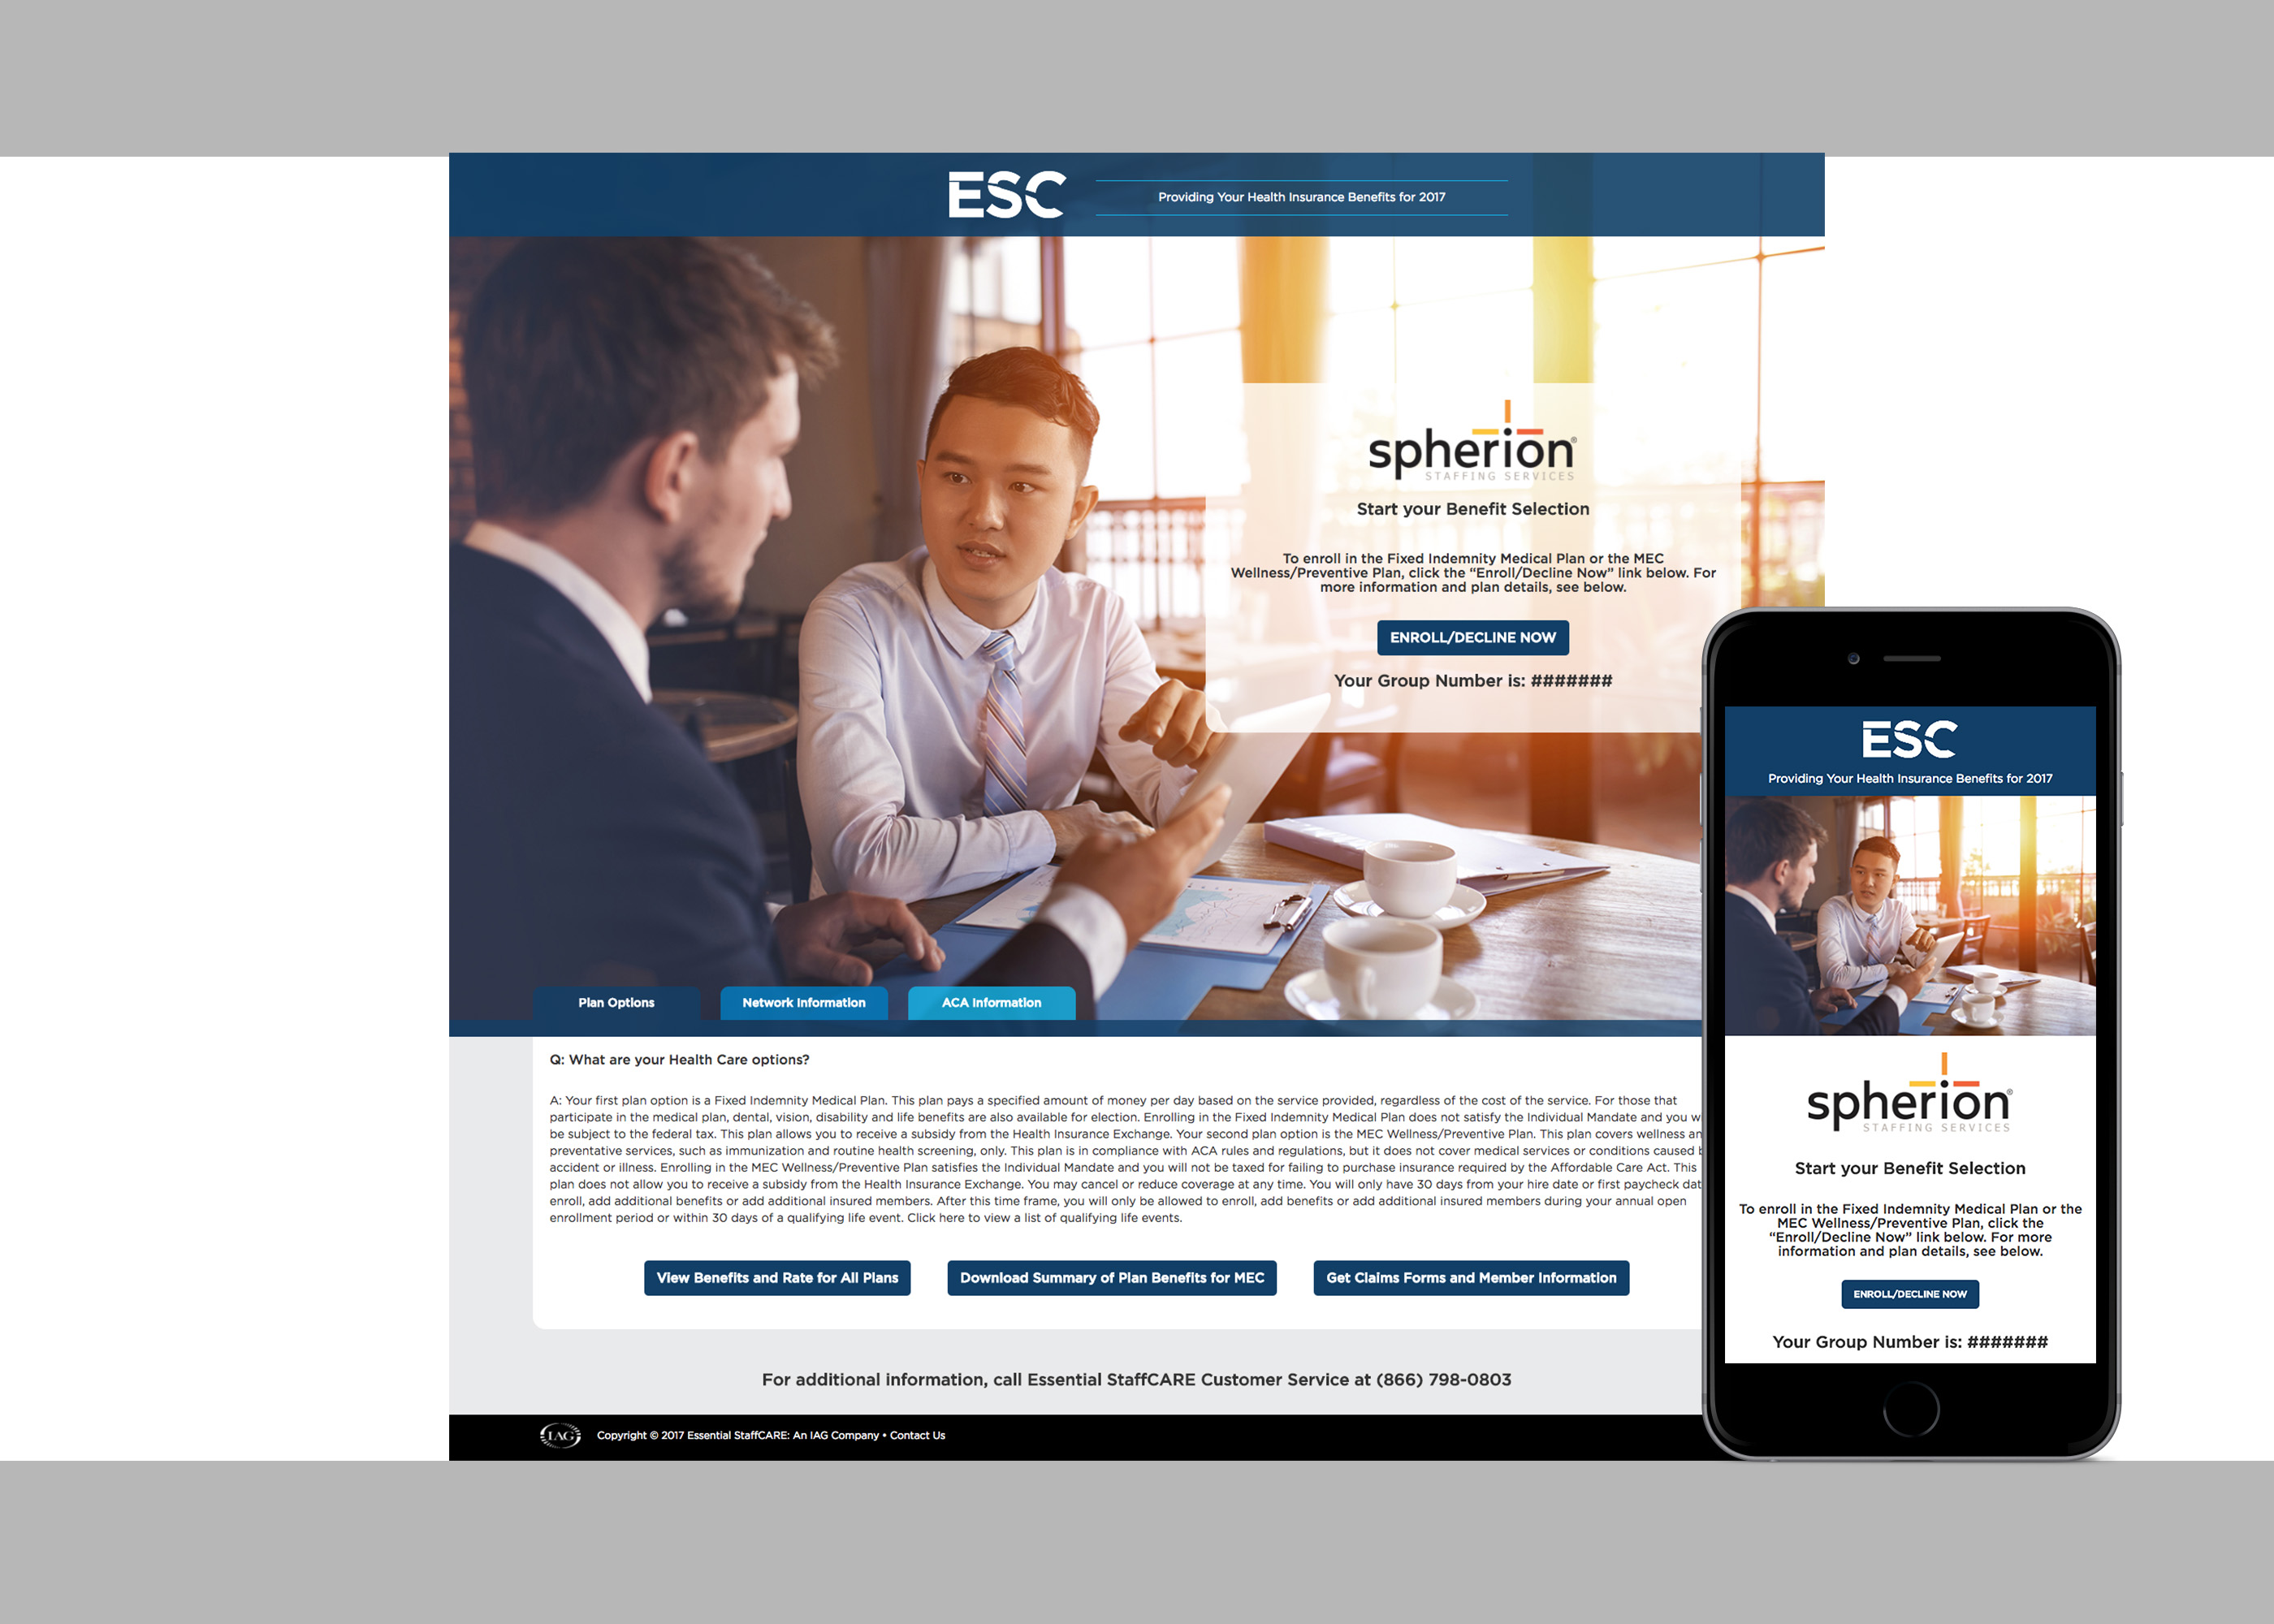 ESC
Providing Your Health Insurance Benefits for 2017
spherion®
STAFFING SERVICES
Start your Benefit Selection
To enroll in the Fixed Indemnity Medical Plan or the MEC
Wellness/Preventive Plan, click the “Enroll/Decline Now” link below. For
more information and plan details, see below.
ENROLL/DECLINE NOW
Your Group Number is: #######
Plan Options
Network Information
ACA Information
Q: What are your Health Care options?
A: Your first plan option is a Fixed Indemnity Medical Plan. This plan pays a specified amount of money per day based on the service provided, regardless of the cost of the service. For those that
participate in the medical plan, dental, vision, disability and life benefits are also available for election. Enrolling in the Fixed Indemnity Medical Plan does not satisfy the Individual Mandate and you
be subject to the federal tax. This plan allows you to receive a subsidy from the Health Insurance Exchange. Your second plan option is the MEC Wellness/Preventive Plan. This plan covers wellness
preventative services, such as immunization and routine health screening, only. This plan is in compliance with ACA rules and regulations, but it does not cover medical services or conditions caused
accident or illness. Enrolling in the MEC Wellness/Preventive Plan satisfies the Individual Mandate and you will not be taxed for failing to purchase insurance required by the Affordable Care Act. This
plan does not allow you to receive a subsidy from the Health Insurance Exchange. You may cancel or reduce coverage at any time. You will only have 30 days from your hire date or first paycheck
enroll, add additional benefits or add additional insured members. After this time frame, you will only be allowed to enroll, add benefits or add additional insured members during your annual open
enrollment period or within 30 days of a qualifying life event. Click here to view a list of qualifying life events.
View Benefits and Rate for All Plans
Download Summary of Plan Benefits for MEC
Get Claims Forms and Member Information
For additional information, call Essential StaffCARE Customer Service at (866) 798-0803
IAG
Copyright © 2017 Essential StaffCARE: An IAG Company • Contact Us
ESC
Providing Your Health Insurance Benefits for 2017
spherion®
STAFFING SERVICES
Start your Benefit Selection
To enroll in the Fixed Indemnity Medical Plan or the
MEC Wellness/Preventive Plan, click the
“Enroll/Decline Now” link below. For more
information and plan details, see below.
ENROLL/DECLINE NOW
Your Group Number is: #######